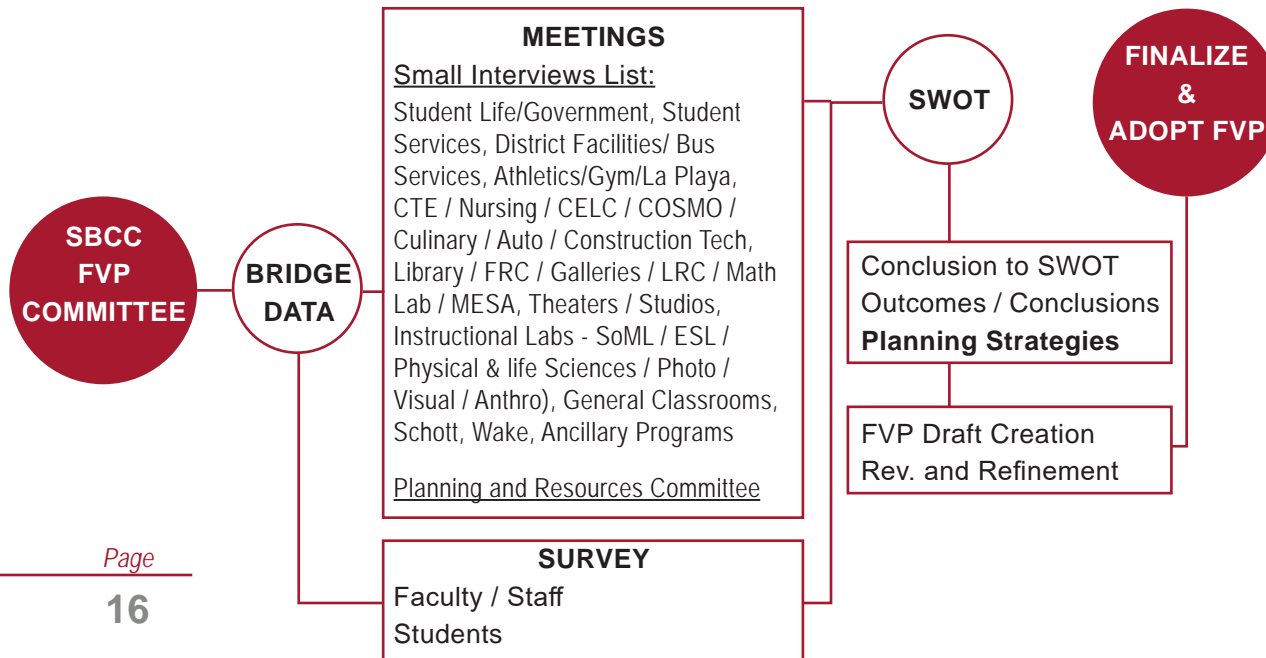 SBCC
FVP
COMMITTEE
BRIDGE
DATA
MEETINGS
Small Interviews List:
Student Life/Government, Student
Services, District Facilities/ Bus
Services, Athletics/Gym/La Playa,
CTE / Nursing / CELC / COSMO /
Culinary / Auto / Construction Tech,
Library / FRC / Galleries / LRC / Math
Lab / MESA, Theaters / Studios,
Instructional Labs - SoML / ESL /
Physical & life Sciences / Photo /
Visual / Anthro), General Classrooms,
Schott, Wake, Ancillary Programs
Planning and Resources Committee
SURVEY
Faculty / Staff
Students
SWOT
Conclusion to SWOT
Outcomes / Conclusions
Planning Strategies
FVP Draft Creation
Rev. and Refinement
FINALIZE
&
ADOPT FVP
Page
16